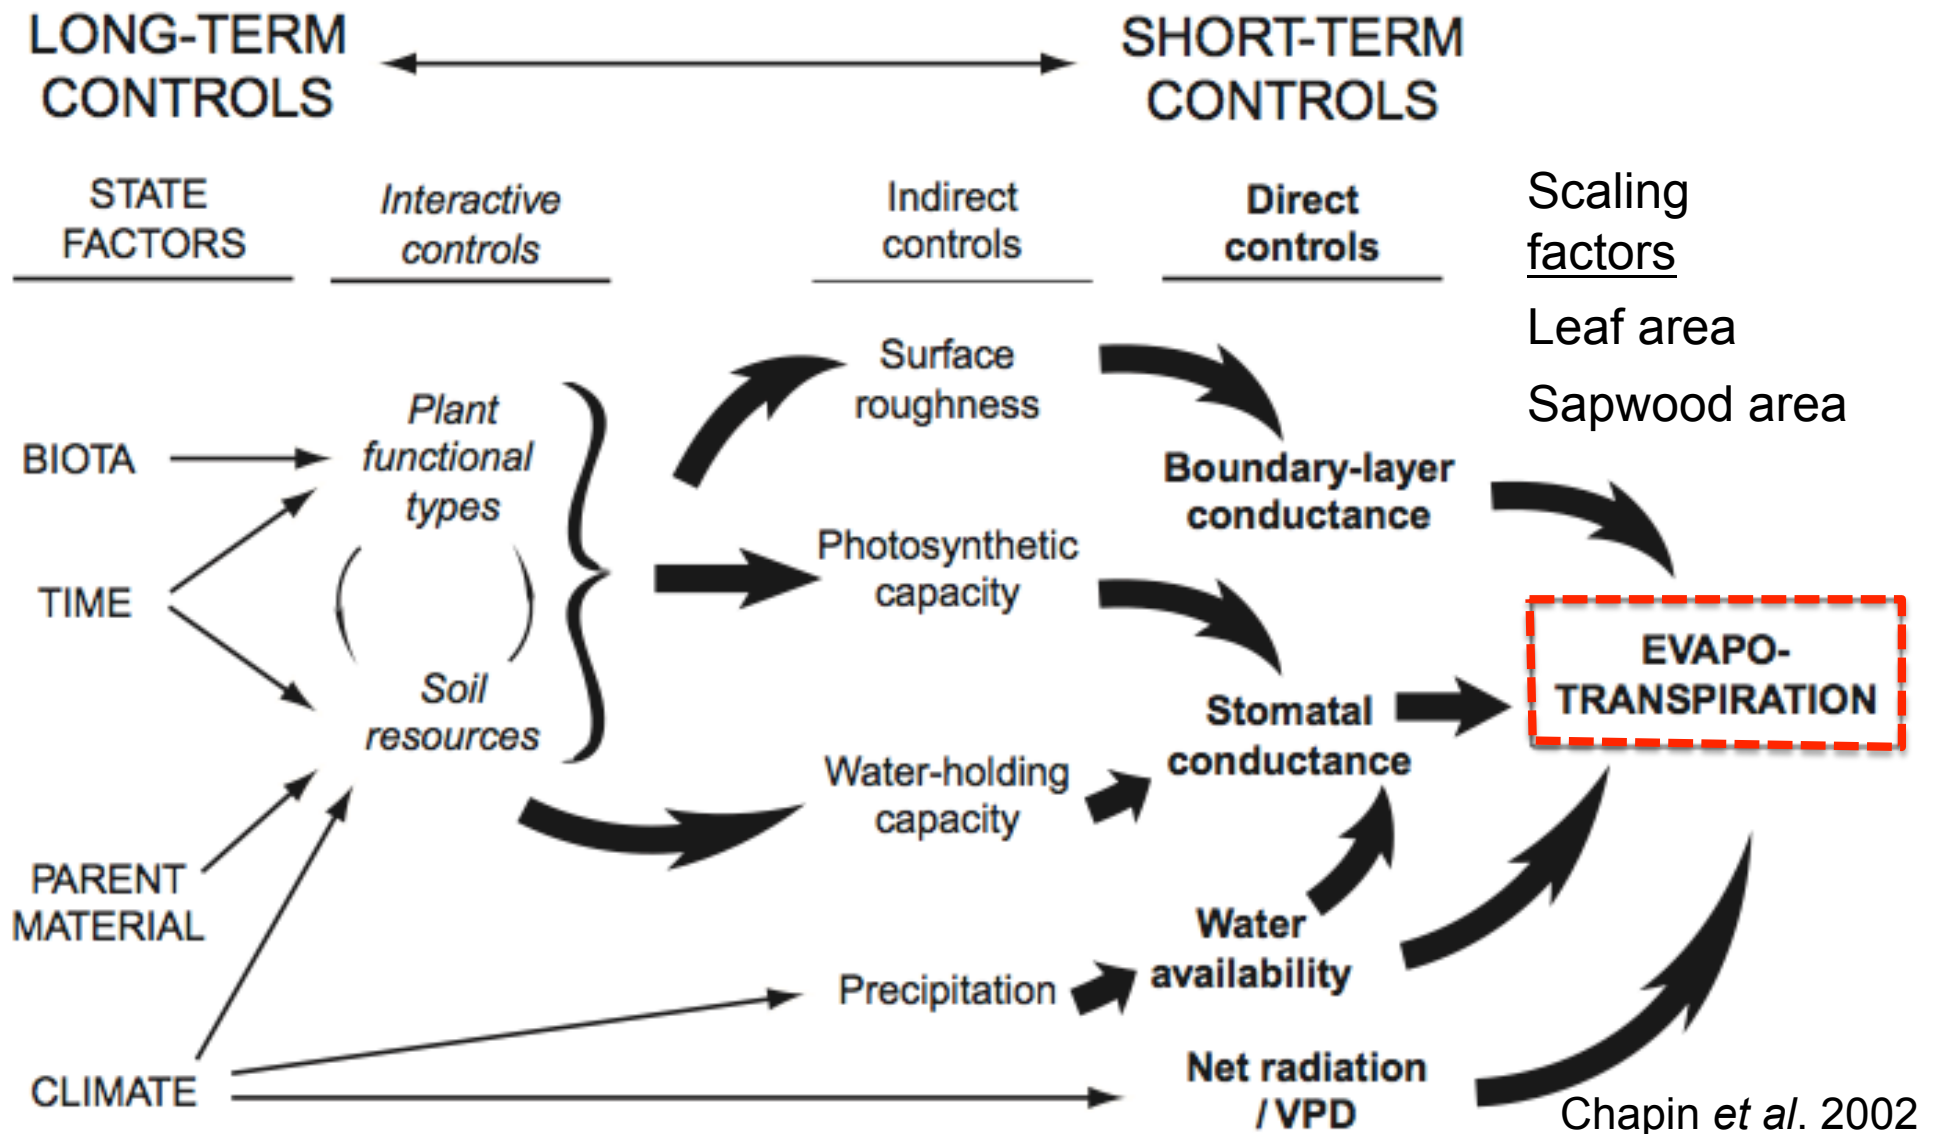 LONG-TERM
CONTROLS
SHORT-TERM
CONTROLS
STATE
FACTORS
Interactive
controls
Indirect
controls
Direct
controls
Scaling
factors
Leaf area
Sapwood area
BIOTA
TIME
PARENT
MATERIAL
CLIMATE
Plant
functional
types
Soil
resources
Surface
roughness
Photosynthetic
capacity
Water-holding
capacity
Precipitation
Boundary-layer
conductance
Stomatal
conductance
Water
availability
Net radiation
/ VPD
EVAPO-
TRANSPIRATION
Chapin et al. 2002